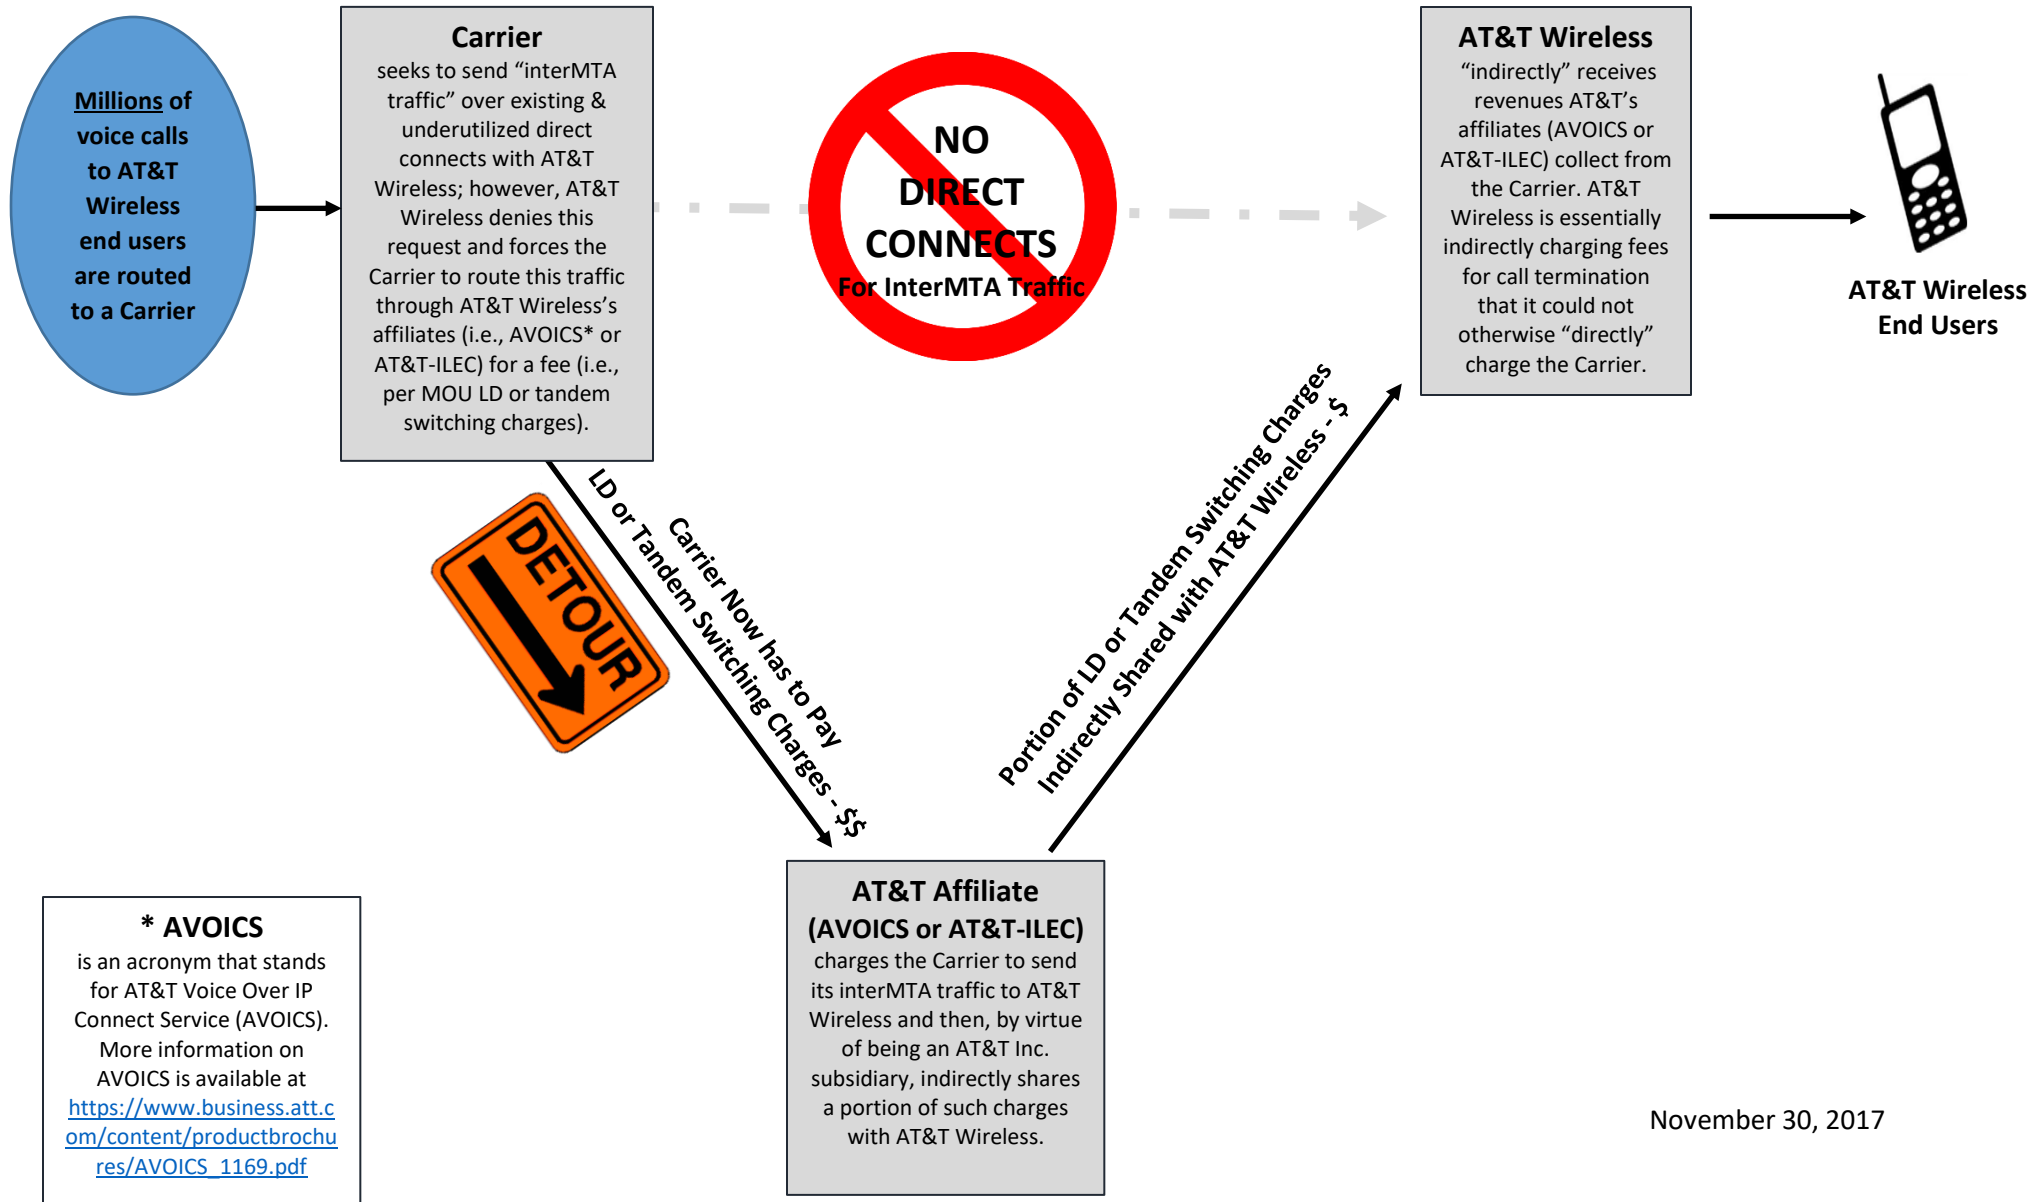 Millions of
voice calls
to AT&T
Wireless
end users
are routed
to a Carrier
Carrier
seeks to send “interMTA
traffic” over existing &
underutilized direct
connects with AT&T
Wireless; however, AT&T
Wireless denies this
request and forces the
Carrier to route this traffic
through AT&T Wireless’s
affiliates (i.e., AVOICS* or
AT&T-ILEC) for a fee (i.e.,
per MOU LD or tandem
switching charges).
NO
DIRECT
CONNECTS
For InterMTA Traffic
AT&T Wireless
“indirectly” receives
revenues AT&T’s
affiliates (AVOICS or
AT&T-ILEC) collect from
the Carrier. AT&T
Wireless is essentially
indirectly charging fees
for call termination
that it could not
otherwise “directly”
charge the Carrier.
AT&T Wireless
End Users
DETOUR
Carrier Now has to Pay
LD or Tandem Switching Charges - $$
Portion of LD or Tandem Switching Charges
Indirectly Shared with AT&T Wireless - $
AT&T Affiliate
(AVOICS or AT&T-ILEC)
charges the Carrier to send
its interMTA traffic to AT&T
Wireless and then, by virtue
of being an AT&T Inc.
subsidiary, indirectly shares
a portion of such charges
with AT&T Wireless.
* AVOICS
is an acronym that stands
for AT&T Voice Over IP
Connect Service (AVOICS).
More information on
AVOICS is available at
https://www.business.att.c
om/content/productbrochu
res/AVOICS_1169.pdf
November 30, 2017